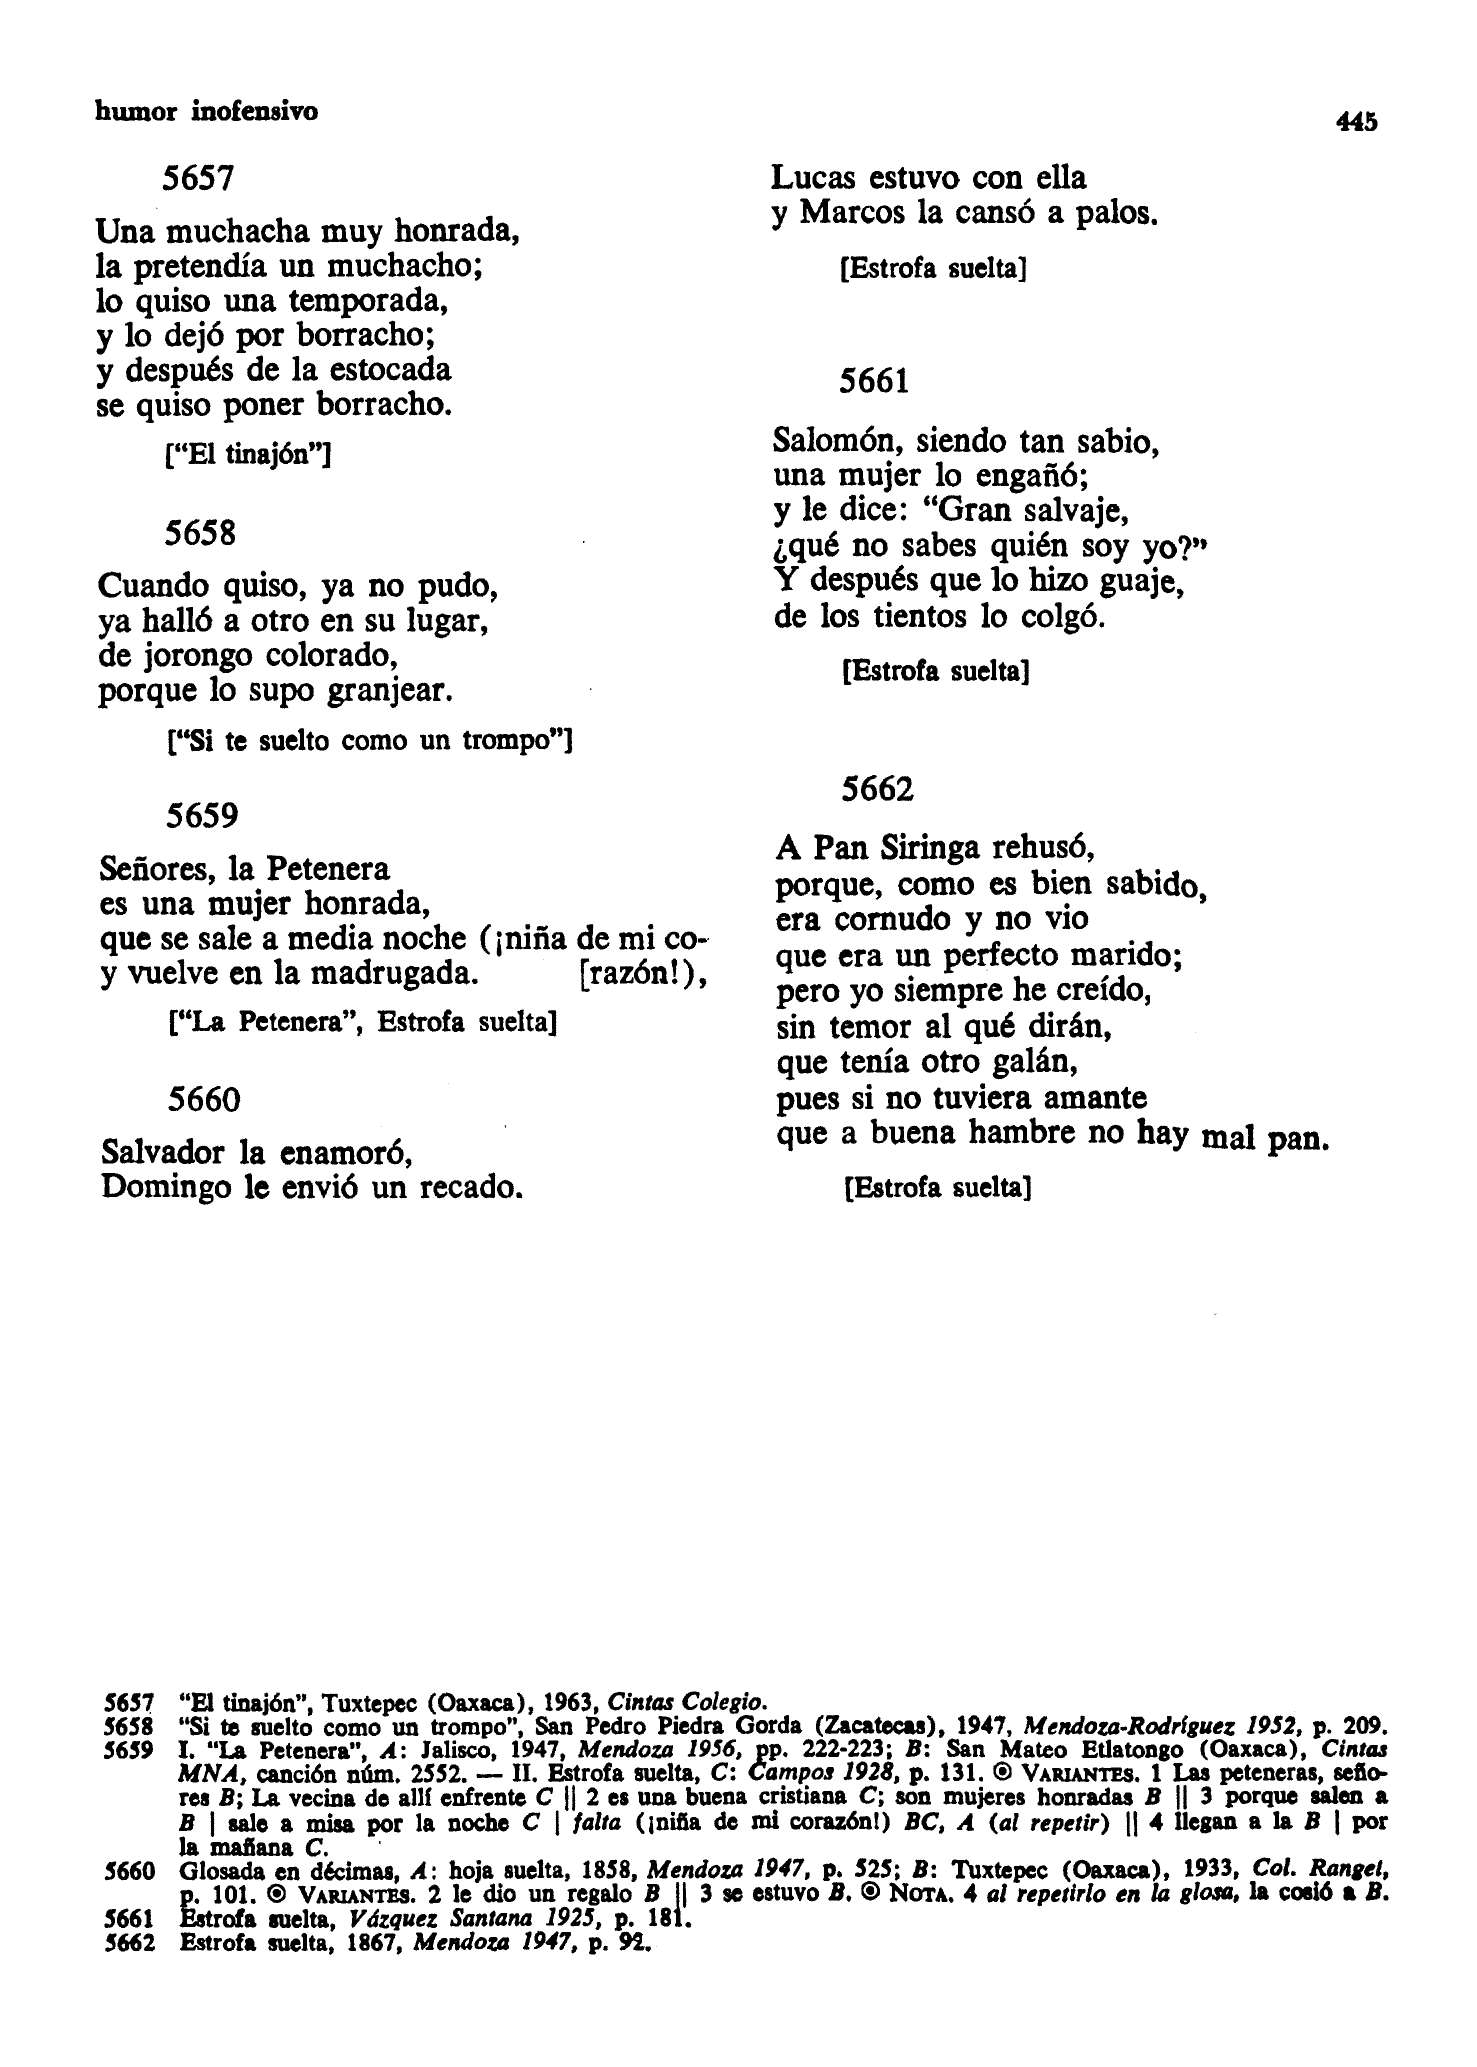 humor inofensivo
445
5657
Una muchacha muy honrada,
la pretendía un muchacho;
lo quiso una temporada,
y lo dejó por borracho;
y después de la estocada
se quiso poner borracho.
[“El tinajón”]
5658
Cuando quiso, ya no pudo,
ya halló a otro en su lugar,
de jorongo colorado,
porque lo supo granjear.
[“Si te suelto como un trompo”]
5659
Señores, la Petenera
es una mujer honrada,
que se sale a media noche (¡niña de mi co-
y vuelve en la madrugada. [razón!),
[“La Petenera”, Estrofa suelta]
5660
Salvador la enamoró,
Domingo le envió un recado.
Lucas estuvo con ella
y Marcos la cansó a palos.
[Estrofa suelta]
5661
Salomón, siendo tan sabio,
una mujer lo engañó;
y le dice: “Gran salvaje,
¿qué no sabes quién soy yo?”
Y después que lo hizo guaje,
de los tientos lo colgó.
[Estrofa suelta]
5662
A Pan Siringa rehusó,
porque, como es bien sabido,
era cornudo y no vio
que era un perfecto marido;
pero yo siempre he creído,
sin temor al qué dirán,
que tenía otro galán,
pues si no tuviera amante
que a buena hambre no hay mal pan.
[Estrofa suelta]
5657 “El tinajón”, Tuxtepec (Oaxaca), 1963, Cintas Colegio.
5658 “Si te suelto como un trompo”, San Pedro Piedra Gorda (Zacatecas), 1947, Mendoza-Rodríguez 1952, p. 209.
5659 I. “La Petenera”, A: Jalisco, 1947, Mendoza 1956, pp. 222-223; B: San Mateo Etlatongo (Oaxaca), Cintas
MNA, canción núm. 2552. — II. Estrofa suelta, C: Campos 1928, p. 131. ⊙ VARIANTES. 1 Las peteneras, seño-
res B; La vecina de allí enfrente C || 2 es una buena cristiana C; son mujeres honradas B || 3 porque salen a
B | sale a misa por la noche C | falta (¡niña de mi corazón!) BC, A (al repetir) || 4 llegan a la B | por
la mañana C.
5660 Glosada en décimas, A: hoja suelta, 1858, Mendoza 1947, p. 525; B: Tuxtepec (Oaxaca), 1933, Col. Rangel,
p. 101. ⊙ VARIANTES. 2 le dio un regalo B || 3 se estuvo B. ⊙ NOTA. 4 al repetirlo en la glosa, la cosió a B.
5661 Estrofa suelta, Vázquez Santana 1925, p. 181.
5662 Estrofa suelta, 1867, Mendoza 1947, p. 92.